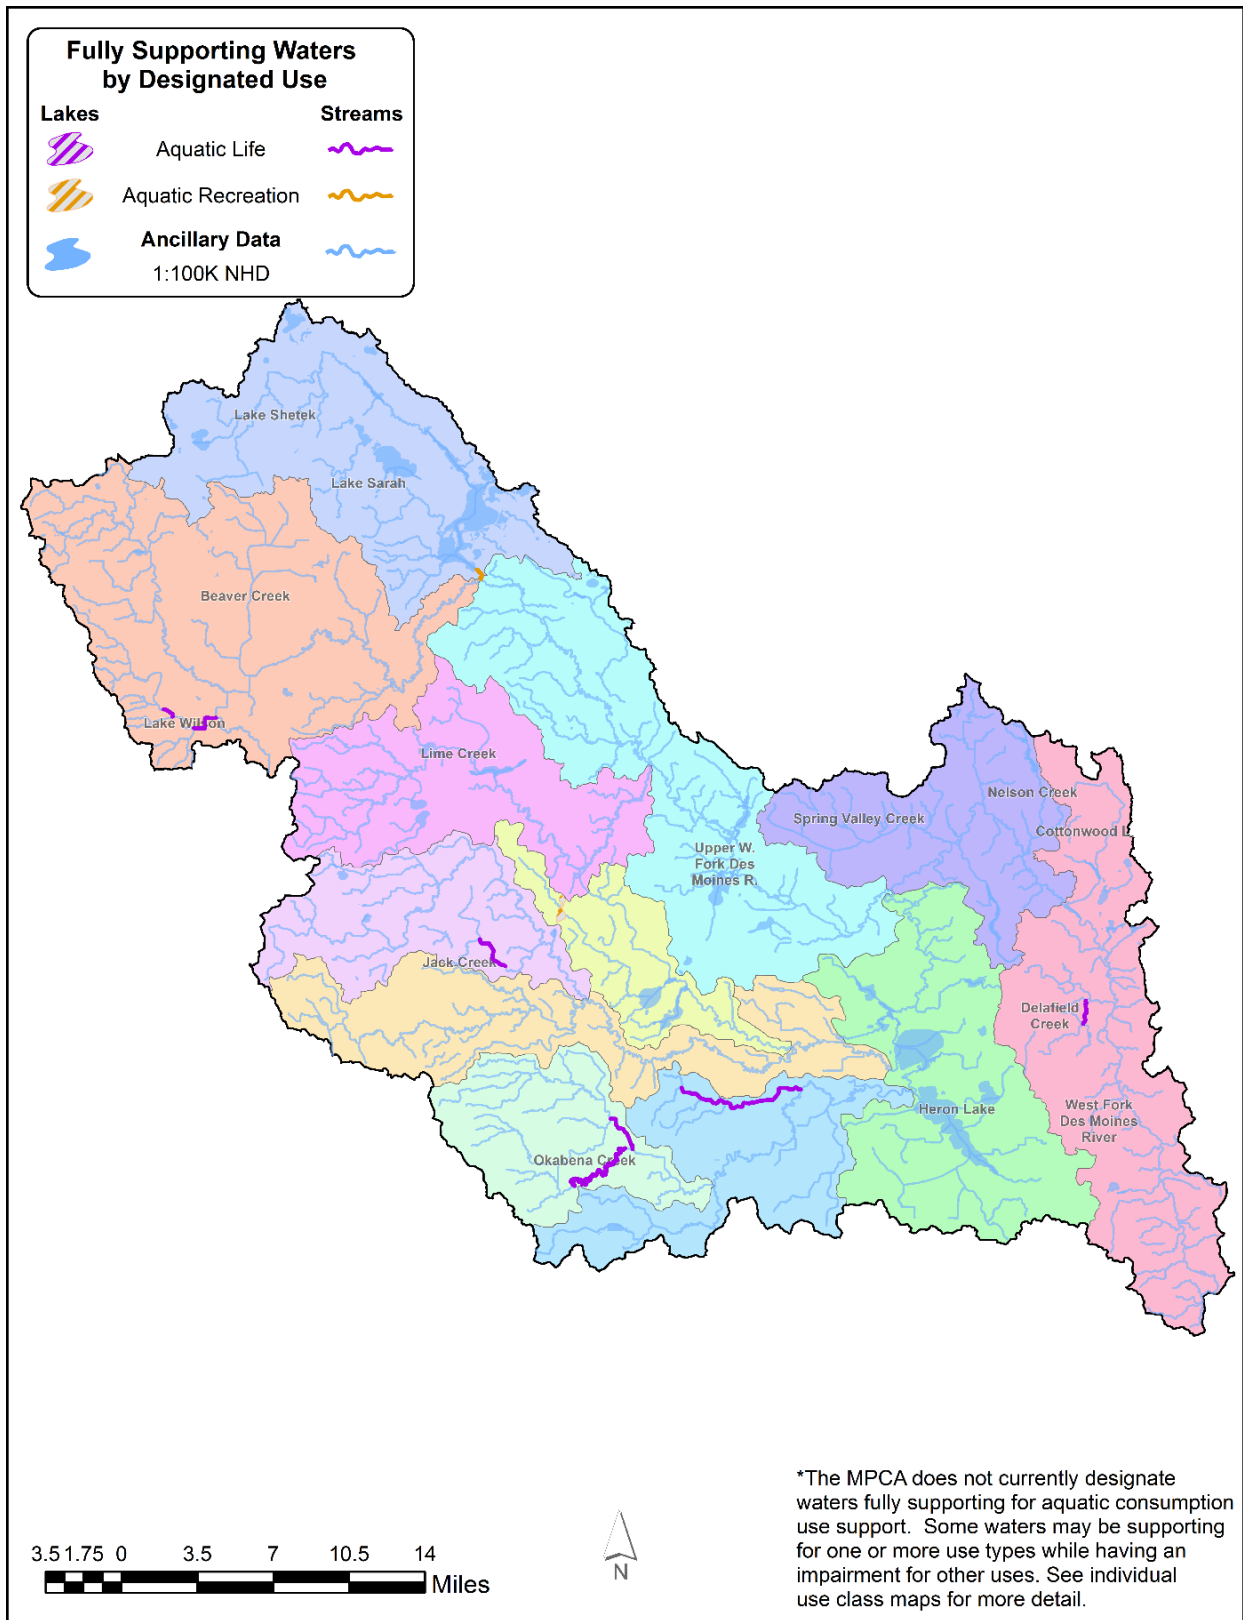 Fully Supporting Waters
by Designated Use
Lakes Streams
Aquatic Life
Aquatic Recreation
Ancillary Data
1:100K NHD
Lake Shetek
Lake Sarah
Beaver Creek
Lake Wilson
Lime Creek
Nelson Creek
Spring Valley Creek
Cottonwood L.
Upper W.
Fork Des
Moines R.
Jack Creek
Delafield
Creek
West Fork
Des Moines
River
Heron Lake
Okabena Creek
*The MPCA does not currently designate
waters fully supporting for aquatic consumption
use support. Some waters may be supporting
for one or more use types while having an
impairment for other uses. See individual
use class maps for more detail.
3.5 1.75 0 3.5 7 10.5 14
Miles
N